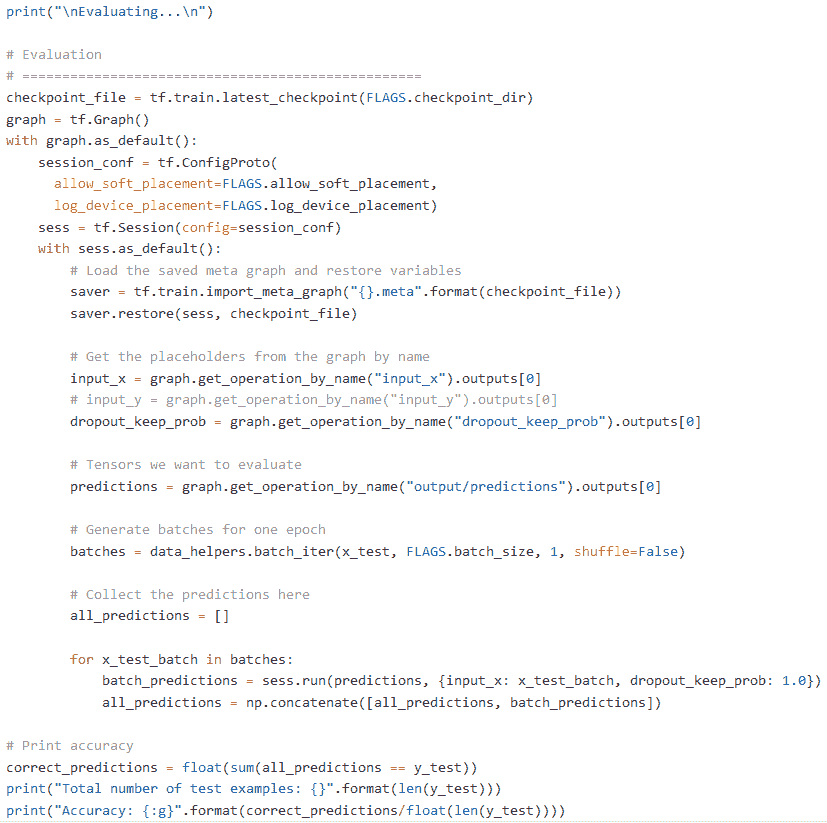 print("\nEvaluating...\n")

# Evaluation
# ==================================================
checkpoint_file = tf.train.latest_checkpoint(FLAGS.checkpoint_dir)
graph = tf.Graph()
with graph.as_default():
    session_conf = tf.ConfigProto(
      allow_soft_placement=FLAGS.allow_soft_placement,
      log_device_placement=FLAGS.log_device_placement)
    sess = tf.Session(config=session_conf)
    with sess.as_default():
        # Load the saved meta graph and restore variables
        saver = tf.train.import_meta_graph("{}.meta".format(checkpoint_file))
        saver.restore(sess, checkpoint_file)

        # Get the placeholders from the graph by name
        input_x = graph.get_operation_by_name("input_x").outputs[0]
        # input_y = graph.get_operation_by_name("input_y").outputs[0]
        dropout_keep_prob = graph.get_operation_by_name("dropout_keep_prob").outputs[0]

        # Tensors we want to evaluate
        predictions = graph.get_operation_by_name("output/predictions").outputs[0]

        # Generate batches for one epoch
        batches = data_helpers.batch_iter(x_test, FLAGS.batch_size, 1, shuffle=False)

        # Collect the predictions here
        all_predictions = []

        for x_test_batch in batches:
            batch_predictions = sess.run(predictions, {input_x: x_test_batch, dropout_keep_prob: 1.0})
            all_predictions = np.concatenate([all_predictions, batch_predictions])

# Print accuracy
correct_predictions = float(sum(all_predictions == y_test))
print("Total number of test examples: {}".format(len(y_test)))
print("Accuracy: {:g}".format(correct_predictions/float(len(y_test))))